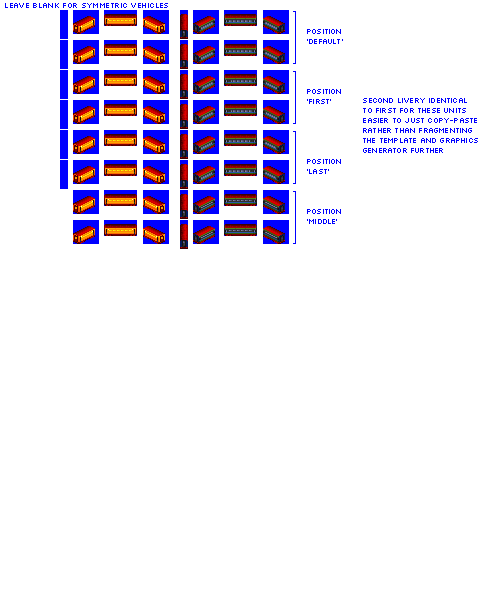 LEAVE BLANK FOR SYMMETRIC VEHICLES
POSITION
'DEFAULT'
POSITION
'FIRST'
SECOND LIVERY IDENTICAL
TO FIRST FOR THESE UNITS
EASIER TO JUST COPY-PASTE
RATHER THAN FRAGMENTING
THE TEMPLATE AND GRAPHICS
GENERATOR FURTHER
POSITION
'LAST'
POSITION
'MIDDLE'